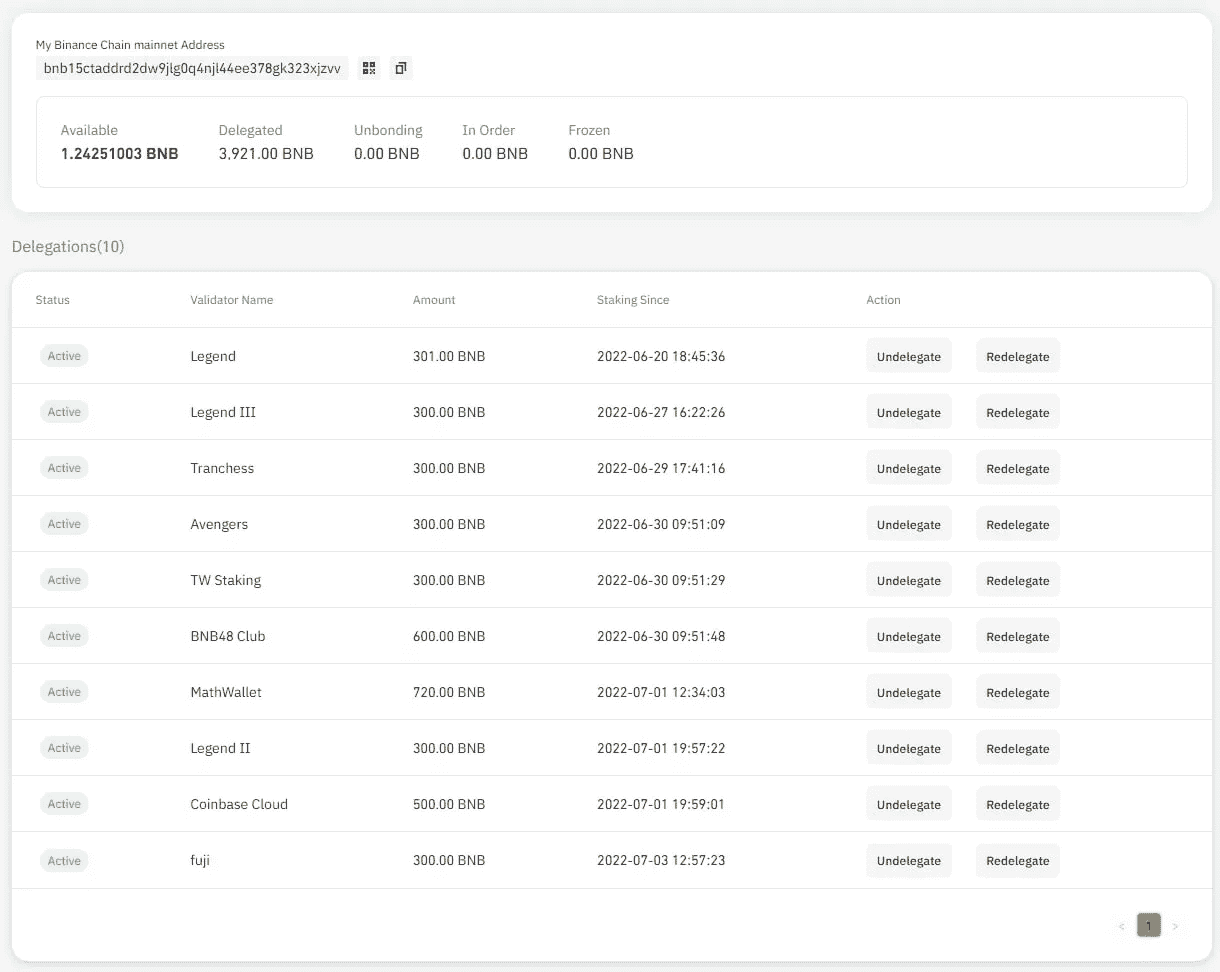 My Binance Chain mainnet Address
bnb15ctaddrd2dw9jlg0q4njl44ee378gk323xjzvv
Available Delegated Unbonding In Order Frozen
1.24251003 BNB 3,921.00 BNB 0.00 BNB 0.00 BNB 0.00 BNB
Delegations(10)
Status Validator Name Amount Staking Since Action
Active Legend 301.00 BNB 2022-06-20 18:45:36 Undelegate Redelegate
Active Legend III 300.00 BNB 2022-06-27 16:22:26 Undelegate Redelegate
Active Tranchess 300.00 BNB 2022-06-29 17:41:16 Undelegate Redelegate
Active Avengers 300.00 BNB 2022-06-30 09:51:09 Undelegate Redelegate
Active TW Staking 300.00 BNB 2022-06-30 09:51:29 Undelegate Redelegate
Active BNB48 Club 600.00 BNB 2022-06-30 09:51:48 Undelegate Redelegate
Active MathWallet 720.00 BNB 2022-07-01 12:34:03 Undelegate Redelegate
Active Legend II 300.00 BNB 2022-07-01 19:57:22 Undelegate Redelegate
Active Coinbase Cloud 500.00 BNB 2022-07-01 19:59:01 Undelegate Redelegate
Active fuji 300.00 BNB 2022-07-03 12:57:23 Undelegate Redelegate
< 1 >